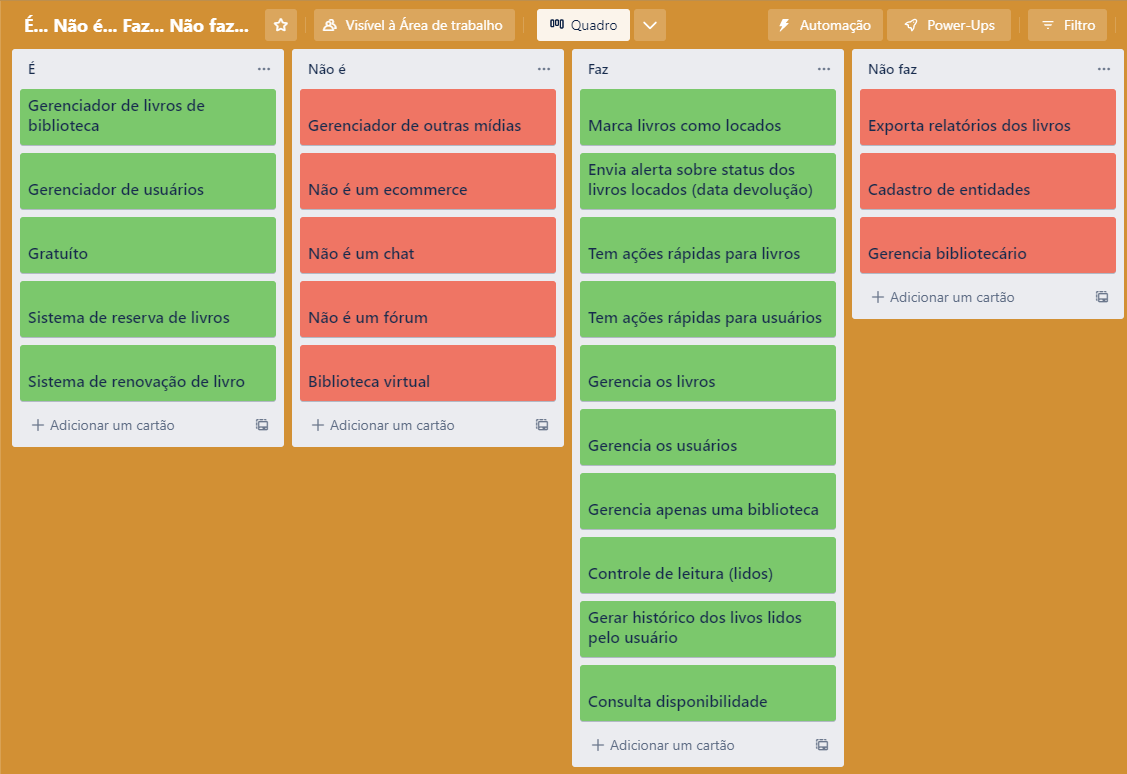 É... Não é... Faz... Não faz...
Visível à Área de trabalho
Quadro
Automação
Power-Ups
Filtro
É
Gerenciador de livros de
biblioteca
Gerenciador de usuários
Gratuíto
Sistema de reserva de livros
Sistema de renovação de livro
Adicionar um cartão
Não é
Gerenciador de outras mídias
Não é um ecommerce
Não é um chat
Não é um fórum
Biblioteca virtual
Adicionar um cartão
Faz
Marca livros como locados
Envia alerta sobre status dos
livros locados (data devolução)
Tem ações rápidas para livros
Tem ações rápidas para usuários
Gerencia os livros
Gerencia os usuários
Gerencia apenas uma biblioteca
Controle de leitura (lidos)
Gerar histórico dos livos lidos
pelo usuário
Consulta disponibilidade
Adicionar um cartão
Não faz
Exporta relatórios dos livros
Cadastro de entidades
Gerencia bibliotecário
Adicionar um cartão